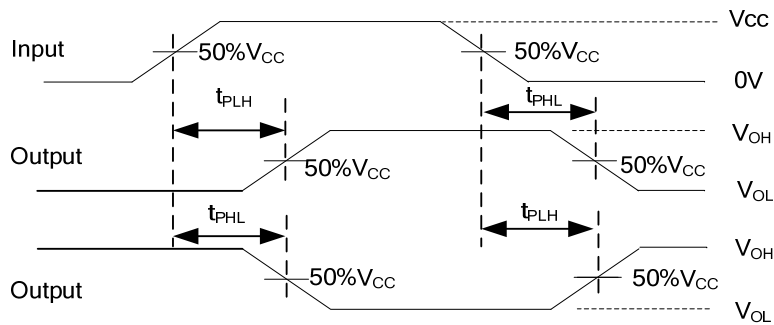 Vcc
Input
50%VCC
50%VCC
0V
tPLH
tPHL
VOH
Output
50%VCC
50%VCC
VOL
tPHL
tPLH
VOH
50%VCC
50%VCC
Output
VOL